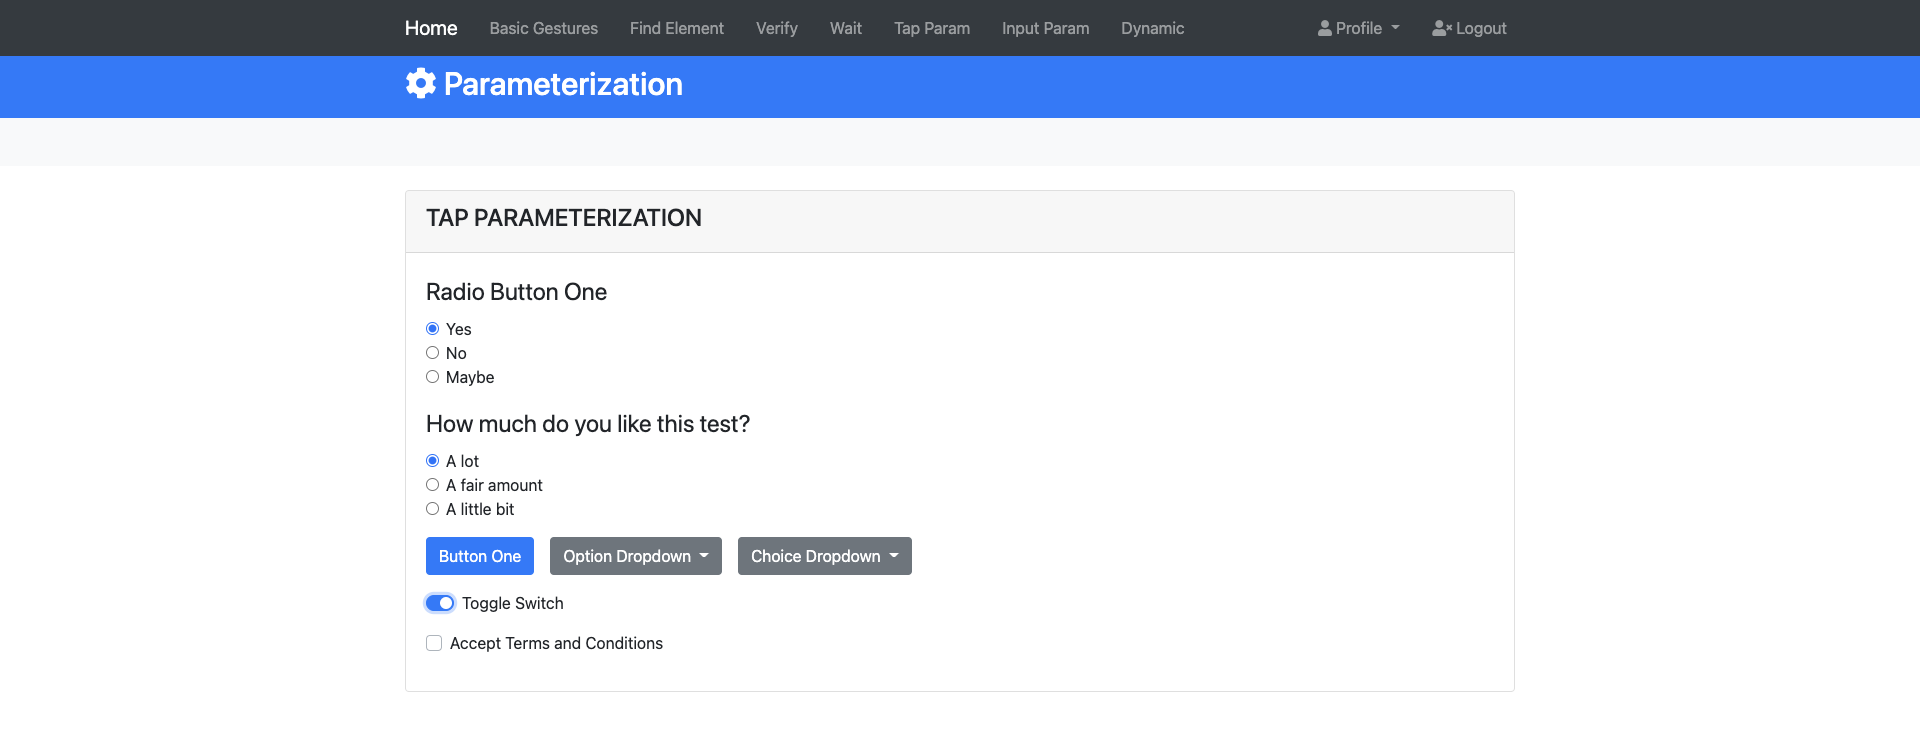 Home Basic Gestures Find Element Verify Wait Tap Param Input Param Dynamic Profile Logout
Parameterization
TAP PARAMETERIZATION
Radio Button One
Yes
No
Maybe
How much do you like this test?
A lot
A fair amount
A little bit
Button One Option Dropdown Choice Dropdown
Toggle Switch
Accept Terms and Conditions